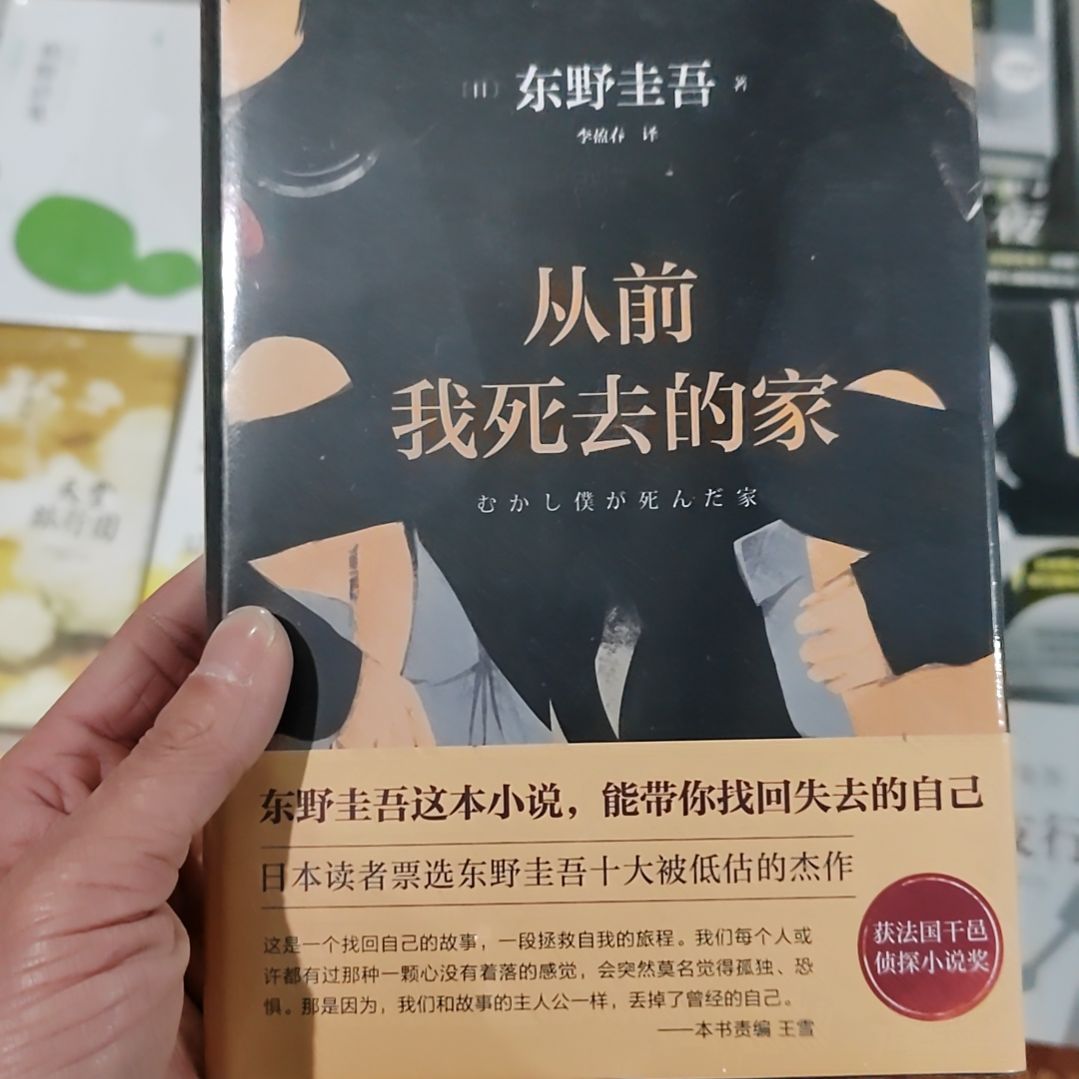 [日] 东野圭吾 著
李盈春 译
从前
我死去的家
むかし僕が死んだ家
东野圭吾这本小说，能带你找回失去的自己
日本读者票选东野圭吾十大被低估的杰作
这是一个找回自己的故事，一段拯救自我的旅程。我们每个人或
许都有过那种一颗心没有着落的感觉，会突然莫名觉得孤独、恐
惧。那是因为，我们和故事的主人公一样，丢掉了曾经的自己。
——本书责编 王雪
获法国干邑
侦探小说奖
天堂
旅行团